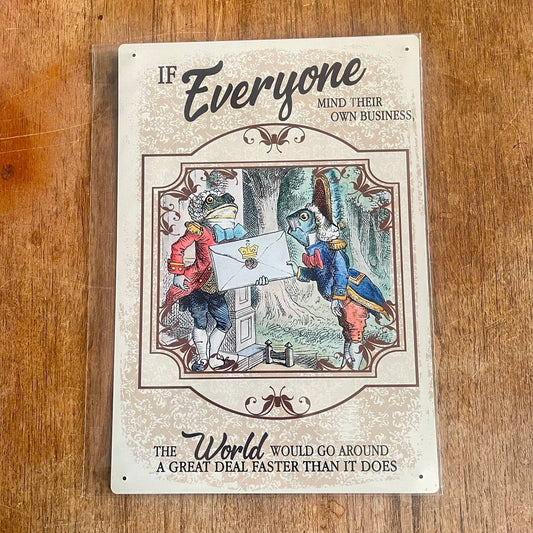 IF Everyone
MIND THEIR
OWN BUSINESS,
THE World WOULD GO AROUND
A GREAT DEAL FASTER THAN IT DOES